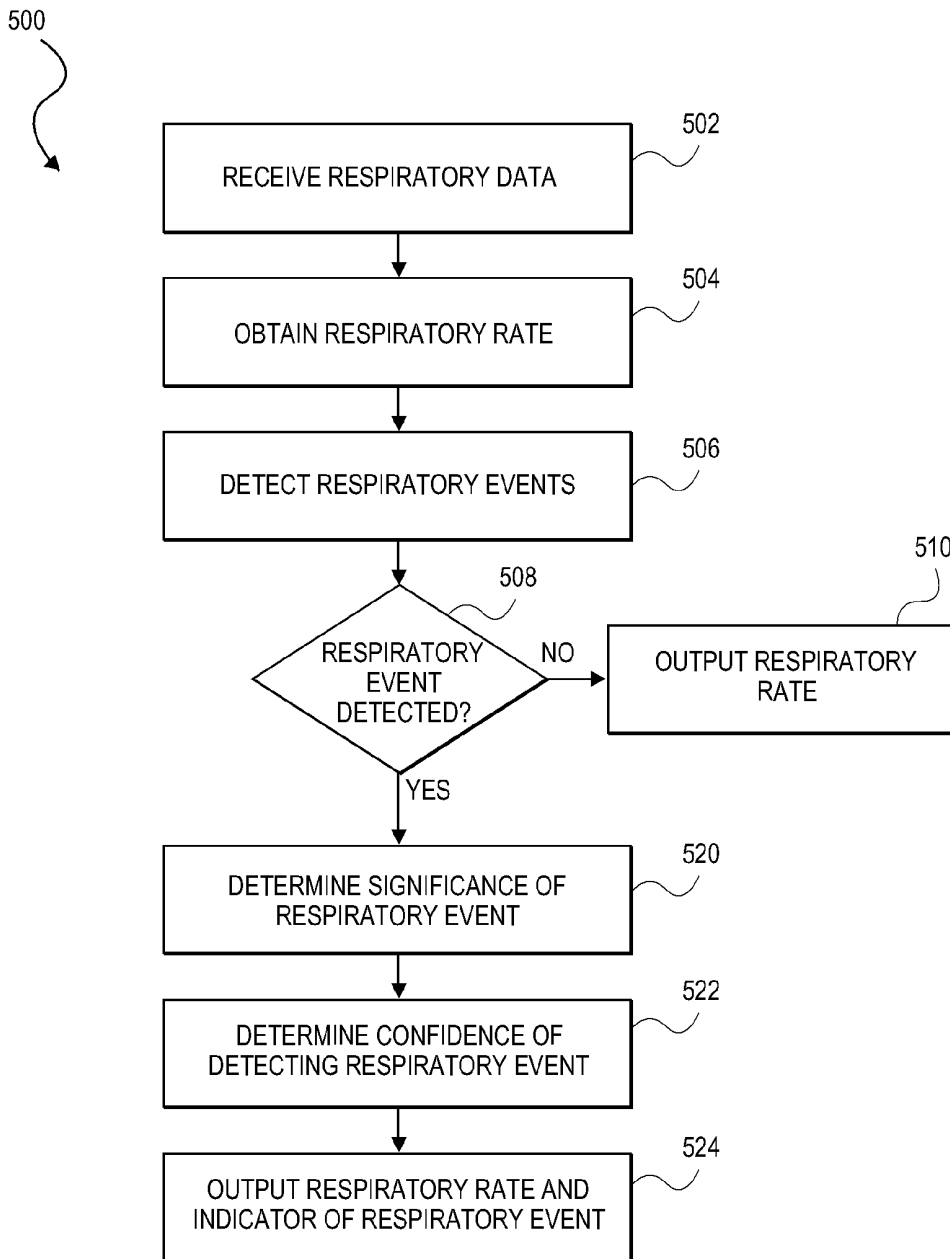 500
502
RECEIVE RESPIRATORY DATA
504
OBTAIN RESPIRATORY RATE
506
DETECT RESPIRATORY EVENTS
508
510
RESPIRATORY
EVENT
DETECTED?
NO
OUTPUT RESPIRATORY
RATE
YES
520
DETERMINE SIGNIFICANCE OF
RESPIRATORY EVENT
522
DETERMINE CONFIDENCE OF
DETECTING RESPIRATORY EVENT
524
OUTPUT RESPIRATORY RATE AND
INDICATOR OF RESPIRATORY EVENT